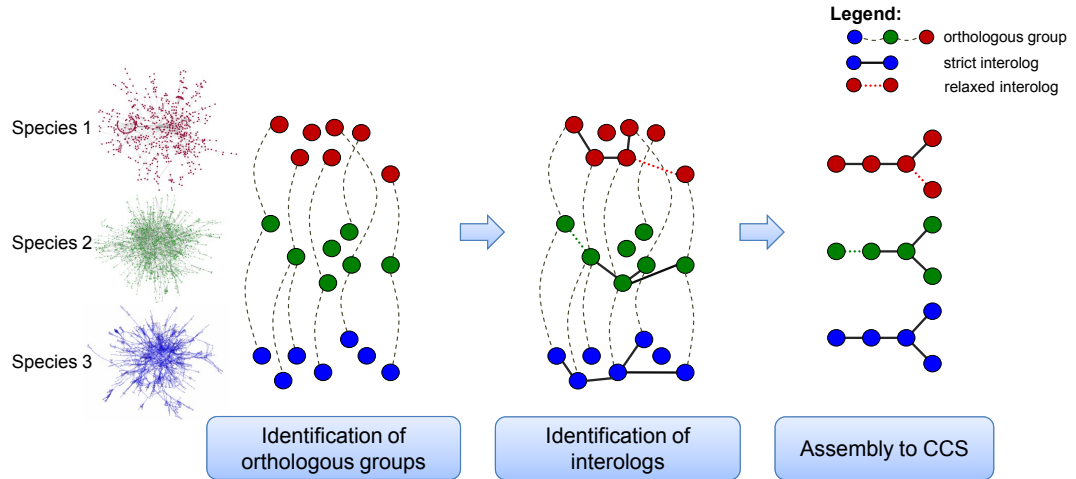 Legend:
orthologous group
strict interolog
relaxed interolog
Species 1
Species 2
Species 3
Identification of
orthologous groups
Identification of
interologs
Assembly to CCS